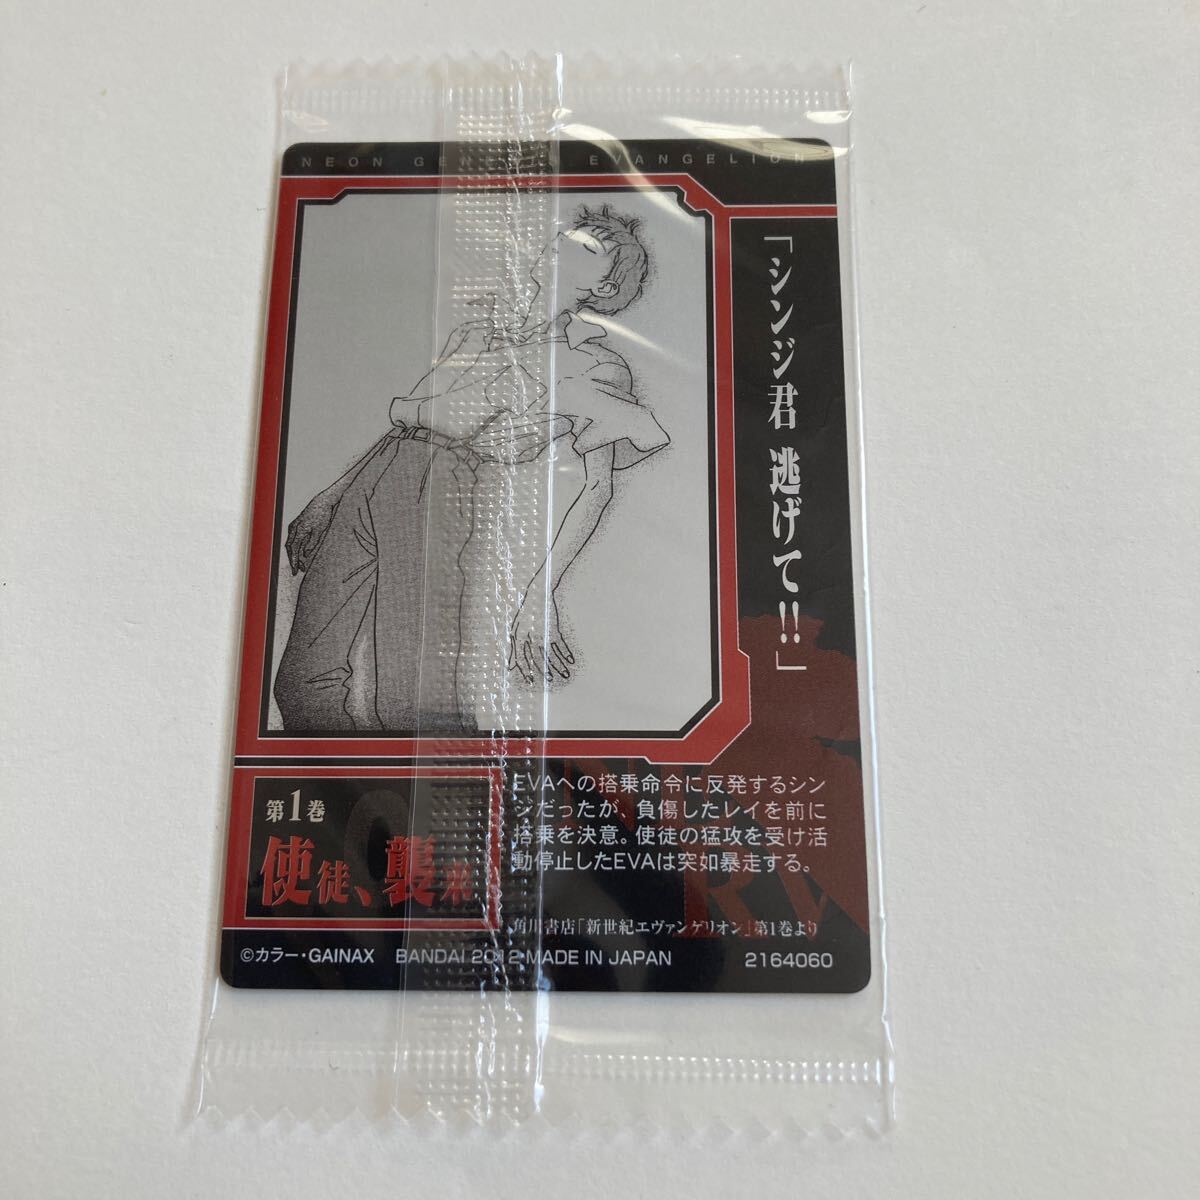 NEON GENESIS EVANGELION
「シンジ君 逃げて!!」
第1巻
使徒、襲来
EVAへの搭乗命令に反発するシン
ジだったが、負傷したレイを前に
搭乗を決意。使徒の猛攻を受け活
動停止したEVAは突如暴走する。
角川書店「新世紀エヴァンゲリオン」第1巻より
©カラー・GAINAX BANDAI 2012 MADE IN JAPAN 2164060